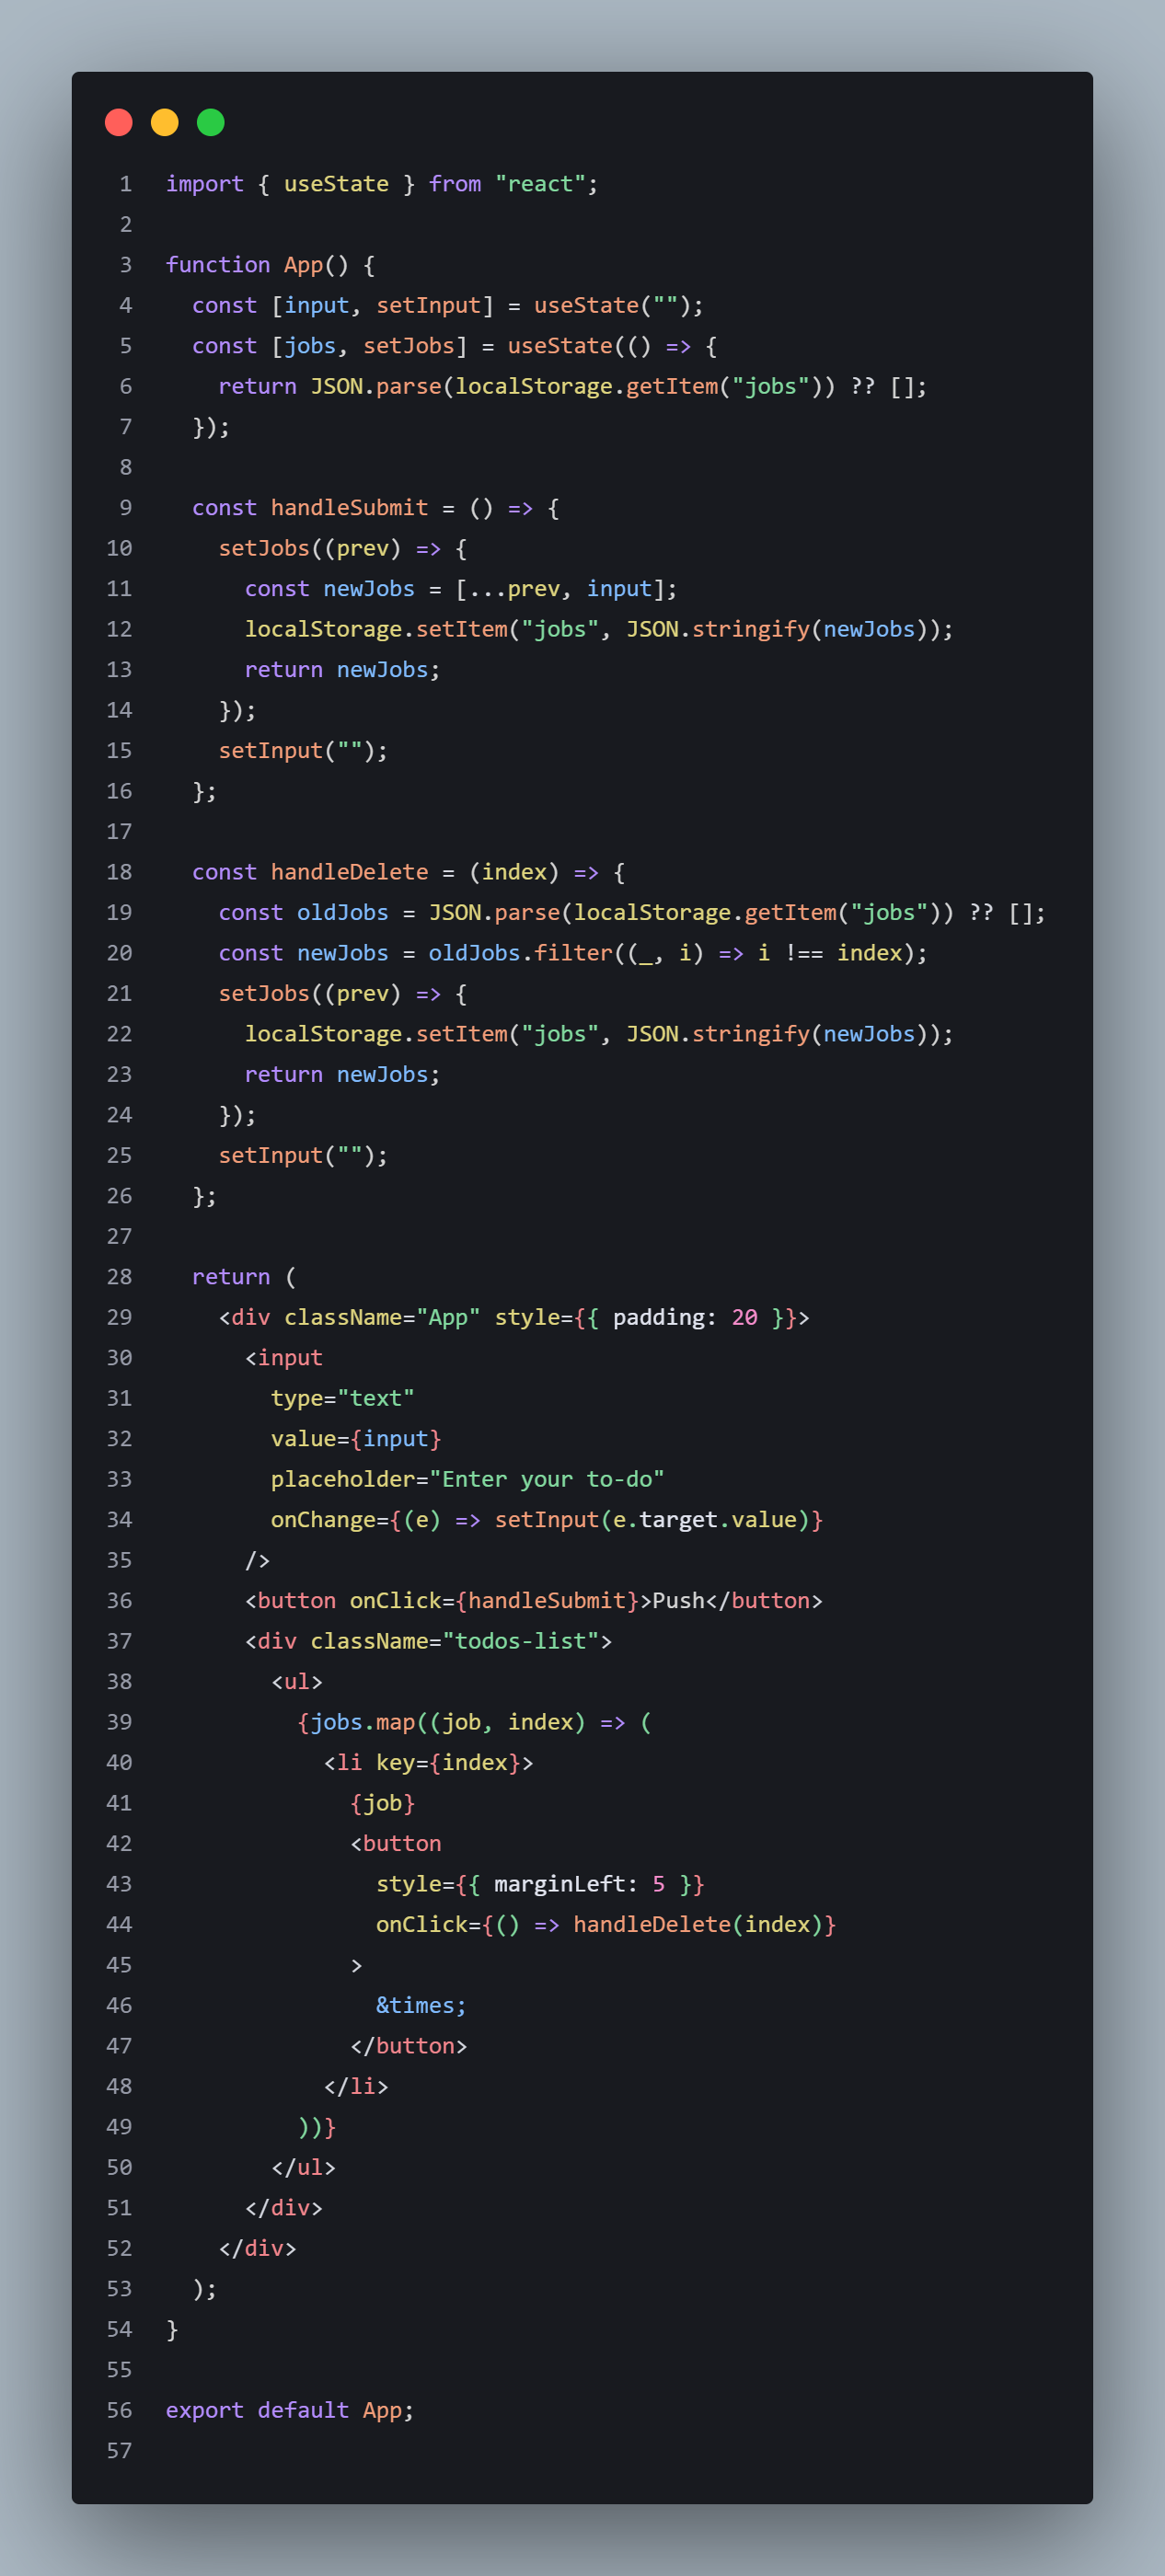 1 import { useState } from "react";
2
3 function App() {
4   const [input, setInput] = useState("");
5   const [jobs, setJobs] = useState(() => {
6     return JSON.parse(localStorage.getItem("jobs")) ?? [];
7   });
8
9   const handleSubmit = () => {
10     setJobs((prev) => {
11       const newJobs = [...prev, input];
12       localStorage.setItem("jobs", JSON.stringify(newJobs));
13       return newJobs;
14     });
15     setInput("");
16   };
17
18   const handleDelete = (index) => {
19     const oldJobs = JSON.parse(localStorage.getItem("jobs")) ?? [];
20     const newJobs = oldJobs.filter((_, i) => i !== index);
21     setJobs((prev) => {
22       localStorage.setItem("jobs", JSON.stringify(newJobs));
23       return newJobs;
24     });
25     setInput("");
26   };
27
28   return (
29     <div className="App" style={{ padding: 20 }}>
30       <input
31         type="text"
32         value={input}
33         placeholder="Enter your to-do"
34         onChange={(e) => setInput(e.target.value)}
35       />
36       <button onClick={handleSubmit}>Push</button>
37       <div className="todos-list">
38         <ul>
39           {jobs.map((job, index) => (
40             <li key={index}>
41               {job}
42               <button
43                 style={{ marginLeft: 5 }}
44                 onClick={() => handleDelete(index)}
45               >
46                 &times;
47               </button>
48             </li>
49           ))}
50         </ul>
51       </div>
52     </div>
53   );
54 }
55
56 export default App;
57